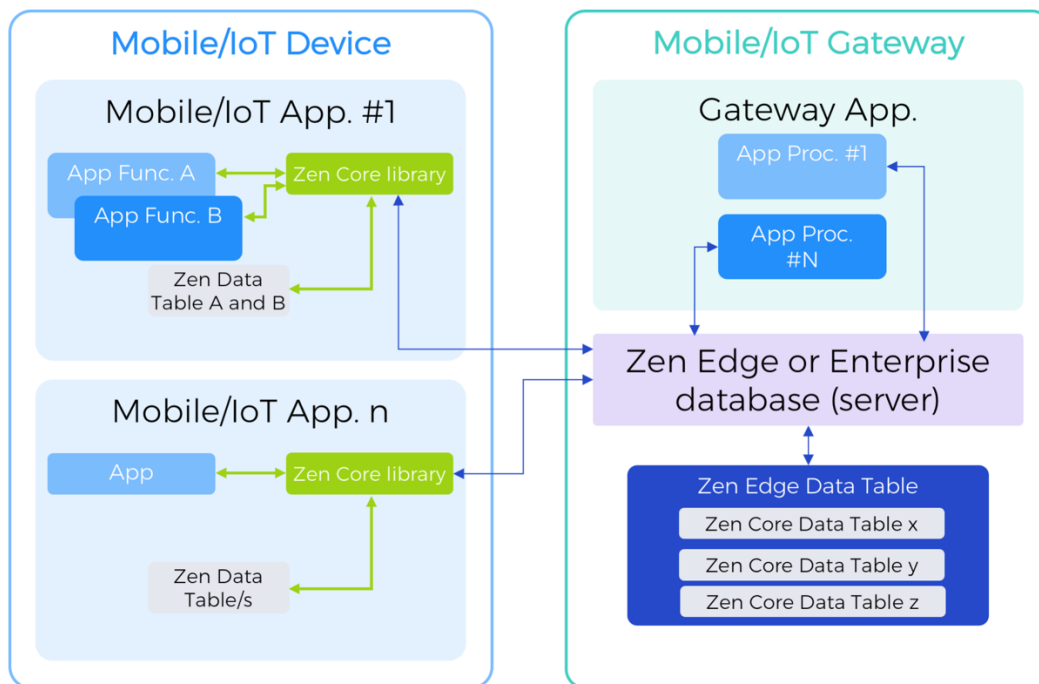 Mobile/IoT Device
Mobile/IoT App. #1
App Func. A
Zen Core library
App Func. B
Zen Data
Table A and B
Mobile/IoT App. n
App
Zen Core library
Zen Data
Table/s
Mobile/IoT Gateway
Gateway App.
App Proc. #1
App Proc.
#N
Zen Edge or Enterprise
database (server)
Zen Edge Data Table
Zen Core Data Table x
Zen Core Data Table y
Zen Core Data Table z